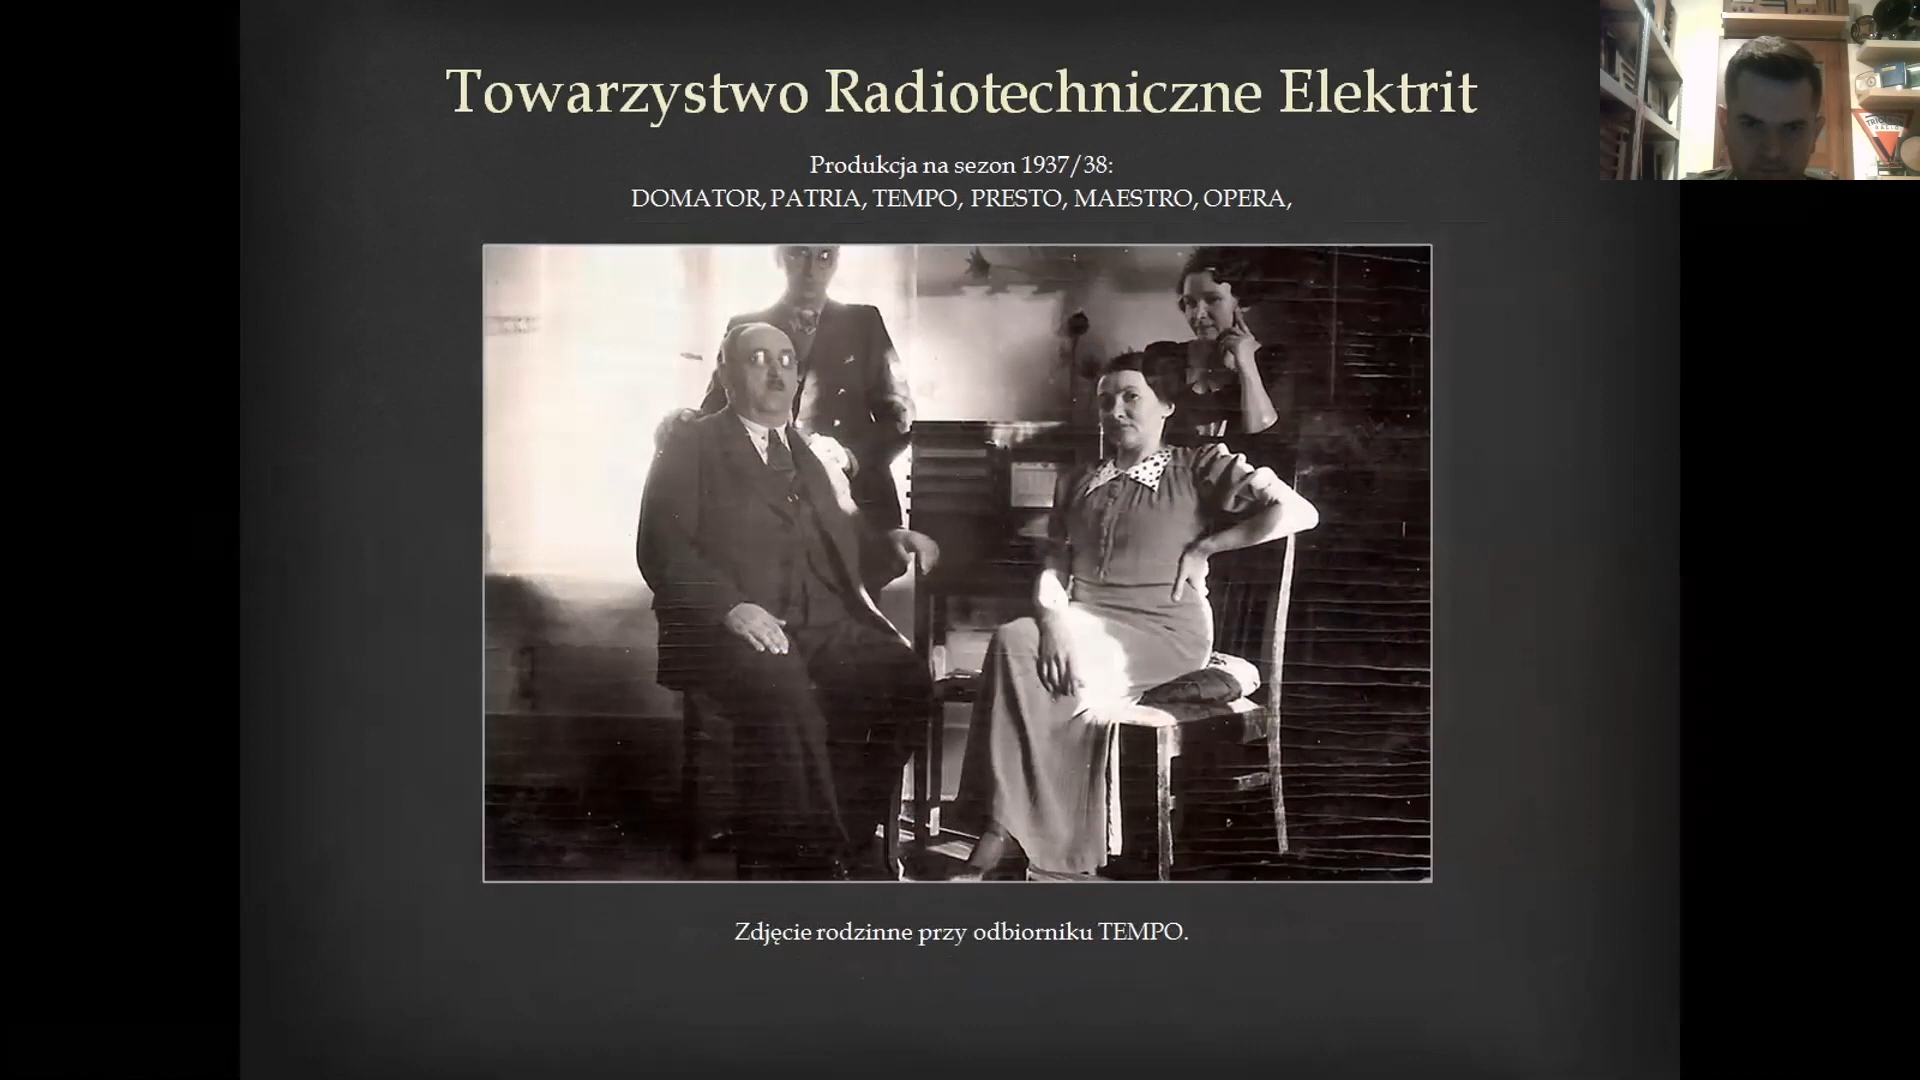 Towarzystwo Radiotechniczne Elektrit
Produkcja na sezon 1937/38:
DOMATOR, PATRIA, TEMPO, PRESTO, MAESTRO, OPERA,
Zdjęcie rodzinne przy odbiorniku TEMPO.
RADIO